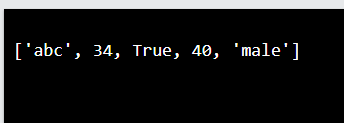 ['abc', 34, True, 40, 'male']